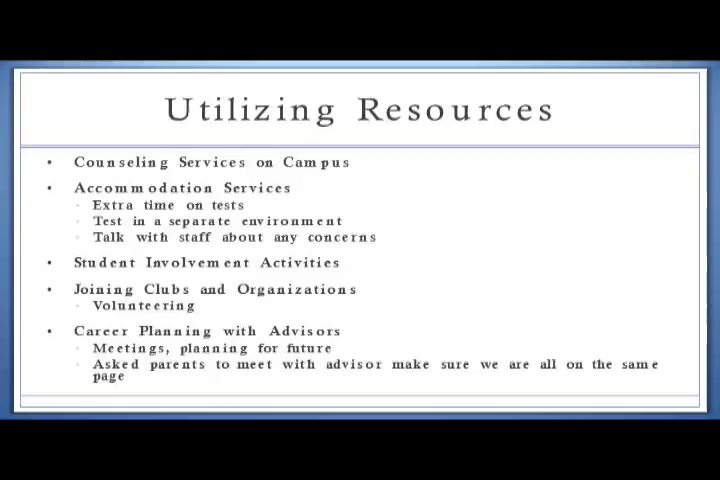 Utilizing Resources
• Counseling Services on Campus
• Accommodation Services
◦ Extra time on tests
◦ Test in a separate environment
◦ Talk with staff about any concerns
• Student Involvement Activities
• Joining Clubs and Organizations
◦ Volunteering
• Career Planning with Advisors
◦ Meetings, planning for future
◦ Asked parents to meet with advisor make sure we are all on the same
page